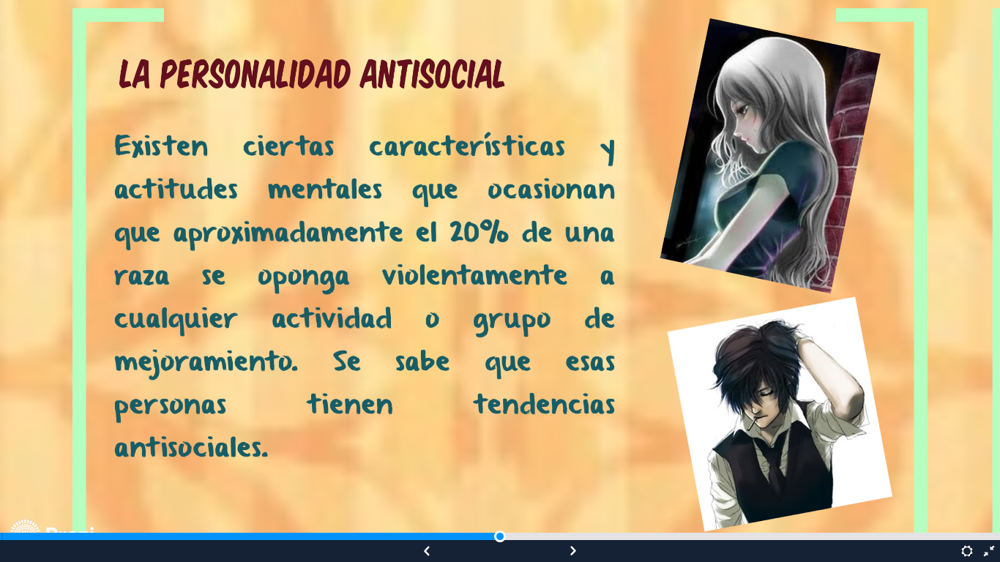 LA PERSONALIDAD ANTISOCIAL
Existen ciertas características y
actitudes mentales que ocasionan
que aproximadamente el 20% de una
raza se oponga violentamente a
cualquier actividad o grupo de
mejoramiento. Se sabe que esas
personas tienen tendencias
antisociales.